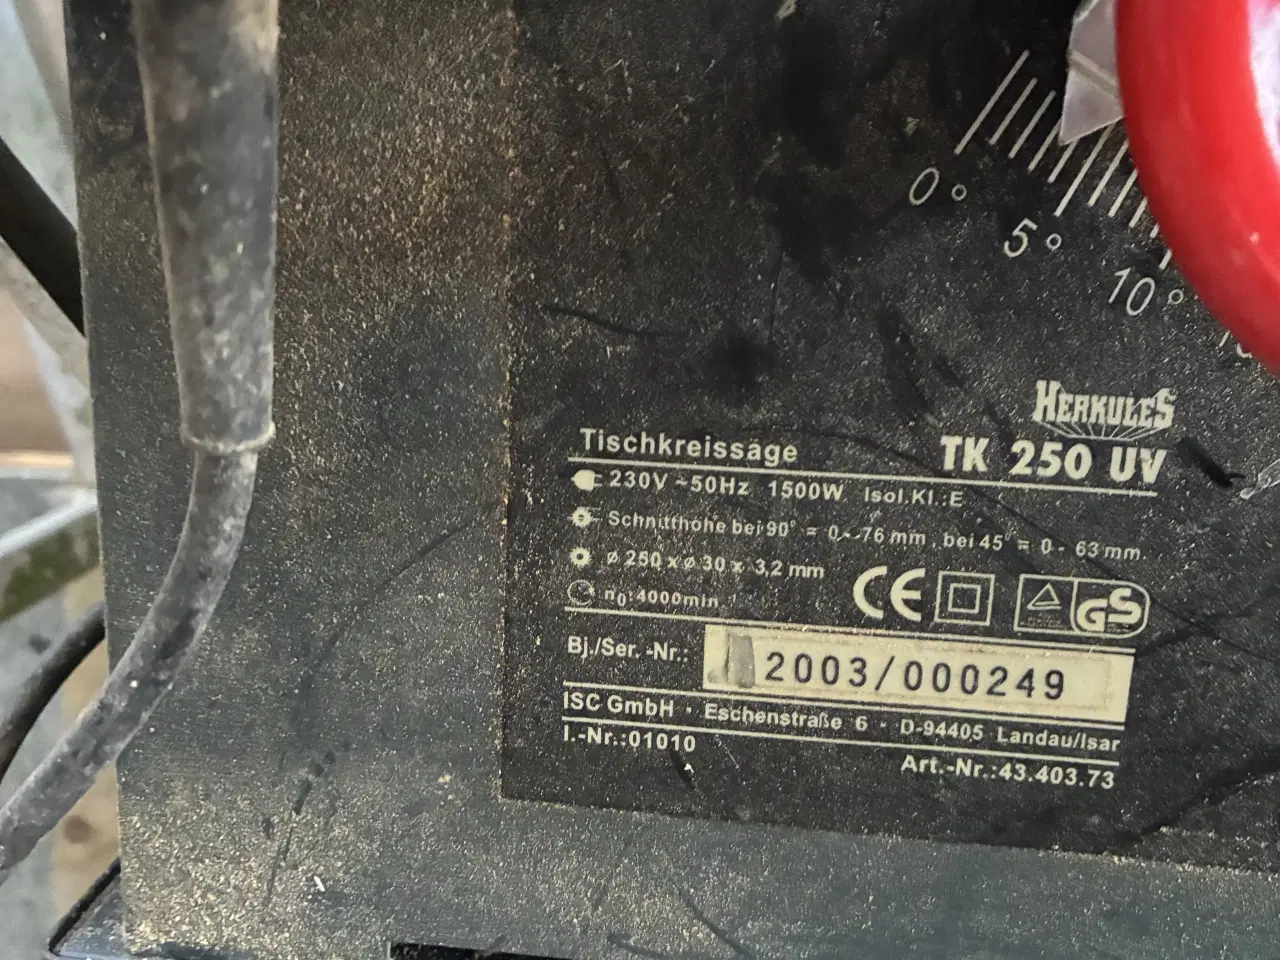 0°
5°
10°
HERKULES
Tischkreissäge TK 250 UV
230V ~50Hz 1500W Isol.Kl.:E
Schnitthöhe bei 90° = 0 - 76 mm, bei 45° = 0 - 63 mm
ø 250 x ø 30 x 3,2 mm
n0:4000min-1
CE GS
Bj./Ser. -Nr.: 2003/000249
ISC GmbH · Eschenstraße 6 · D-94405 Landau/Isar
I.-Nr.:01010 Art.-Nr.:43.403.73